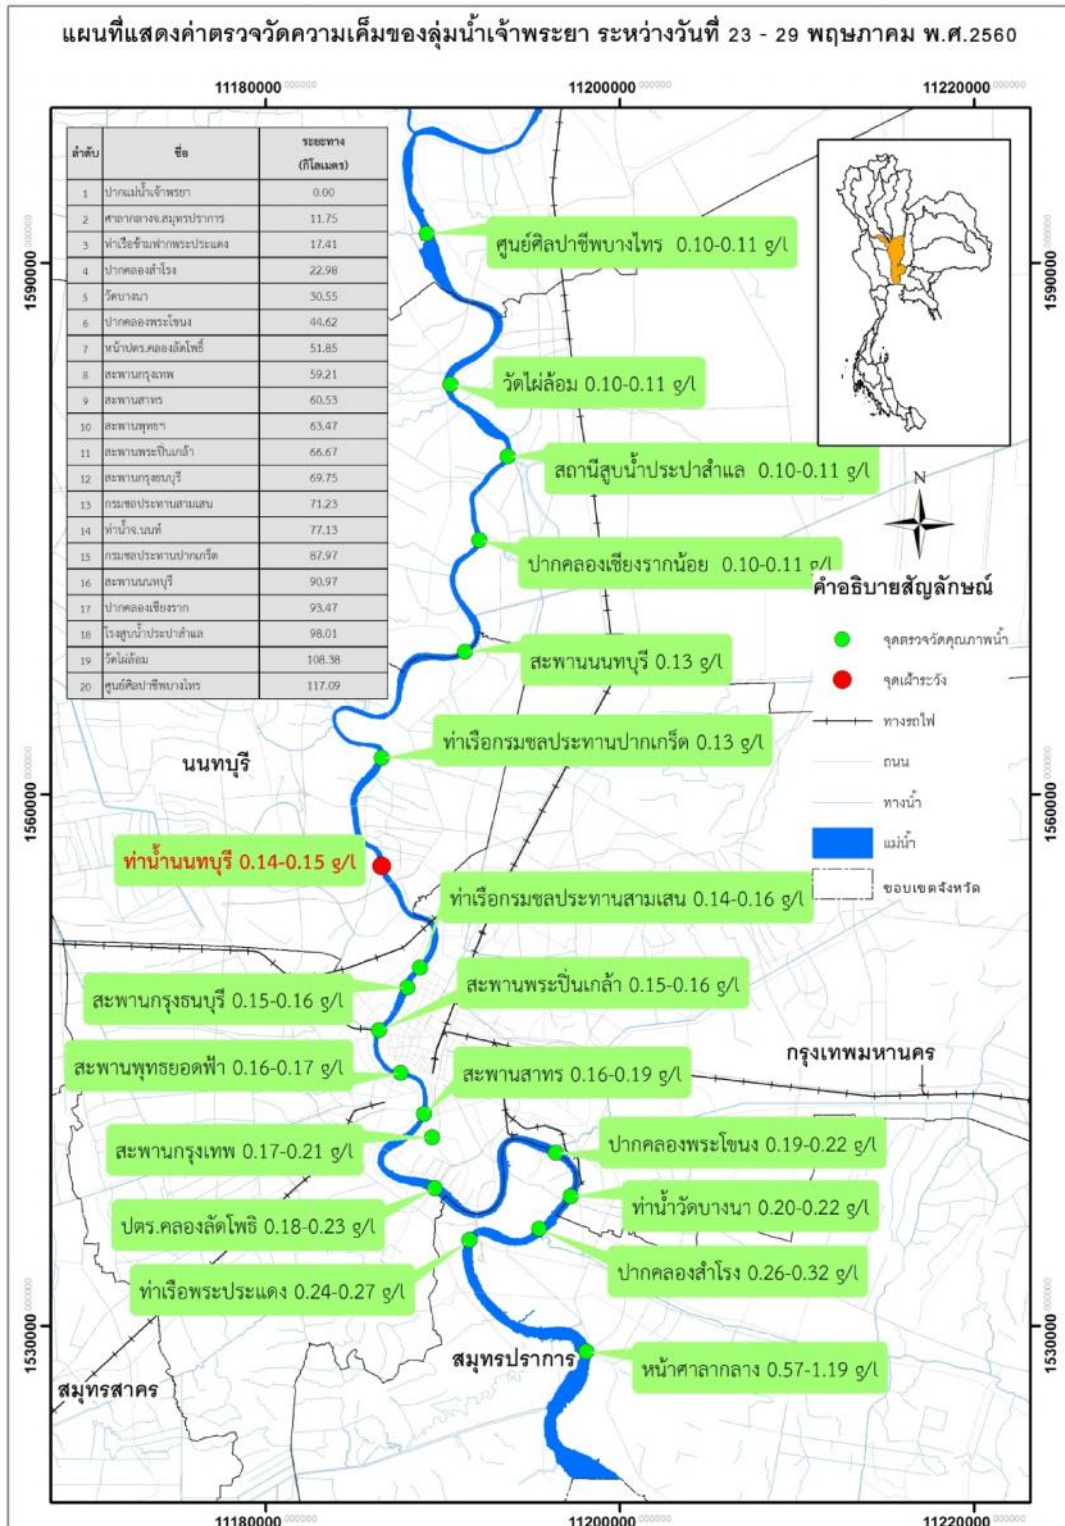 แผนที่แสดงค่าตรวจวัดความเค็มของลุ่มน้ำเจ้าพระยา ระหว่างวันที่ 23 - 29 พฤษภาคม พ.ศ.2560
11180000.000000 11200000.000000 11220000.000000
ลำดับ ชื่อ ระยะทาง (กิโลเมตร)
1 ปากแม่น้ำเจ้าพรยา 0.00
2 ศาลากลางจ.สมุทรปราการ 11.75
3 ท่าเรือข้ามฟากพระประแดง 17.41
4 ปากคลองสำโรง 22.98
5 วัดบางนา 30.55
6 ปากคลองพระโขนง 44.62
7 หน้าปตร.คลองลัดโพธิ์ 51.85
8 สะพานกรุงเทพ 59.21
9 สะพานสาทร 60.53
10 สะพานพุทธฯ 63.47
11 สะพานพระปิ่นเกล้า 66.67
12 สะพานกรุงธนบุรี 69.75
13 กรมชลประทานสามเสน 71.23
14 ท่าน้ำจ.นนท์ 77.13
15 กรมชลประทานปากเกร็ด 87.97
16 สะพานนนทบุรี 90.97
17 ปากคลองเชียงราก 93.47
18 โรงสูบน้ำประปาสำแล 98.01
19 วัดไผ่ล้อม 108.38
20 ศูนย์ศิลปาชีพบางไทร 117.09
1590000.000000
1590000.000000
ศูนย์ศิลปาชีพบางไทร 0.10-0.11 g/l
วัดไผ่ล้อม 0.10-0.11 g/l
สถานีสูบน้ำประปาสำแล 0.10-0.11 g/l
N
ปากคลองเชียงรากน้อย 0.10-0.11 g/l
คำอธิบายสัญลักษณ์
จุดตรวจวัดคุณภาพน้ำ
จุดเฝ้าระวัง
ทางรถไฟ
ถนน
ทางน้ำ
แม่น้ำ
ขอบเขตจังหวัด
สะพานนนทบุรี 0.13 g/l
ท่าเรือกรมชลประทานปากเกร็ด 0.13 g/l
นนทบุรี
1560000.000000
1560000.000000
ท่าน้ำนนทบุรี 0.14-0.15 g/l
ท่าเรือกรมชลประทานสามเสน 0.14-0.16 g/l
สะพานพระปิ่นเกล้า 0.15-0.16 g/l
สะพานกรุงธนบุรี 0.15-0.16 g/l
กรุงเทพมหานคร
สะพานพุทธยอดฟ้า 0.16-0.17 g/l
สะพานสาทร 0.16-0.19 g/l
สะพานกรุงเทพ 0.17-0.21 g/l
ปากคลองพระโขนง 0.19-0.22 g/l
ท่าน้ำวัดบางนา 0.20-0.22 g/l
ปตร.คลองลัดโพธิ 0.18-0.23 g/l
ปากคลองสำโรง 0.26-0.32 g/l
ท่าเรือพระประแดง 0.24-0.27 g/l
1530000.000000
1530000.000000
สมุทรปราการ
หน้าศาลากลาง 0.57-1.19 g/l
สมุทรสาคร
11180000.000000 11200000.000000 11220000.000000